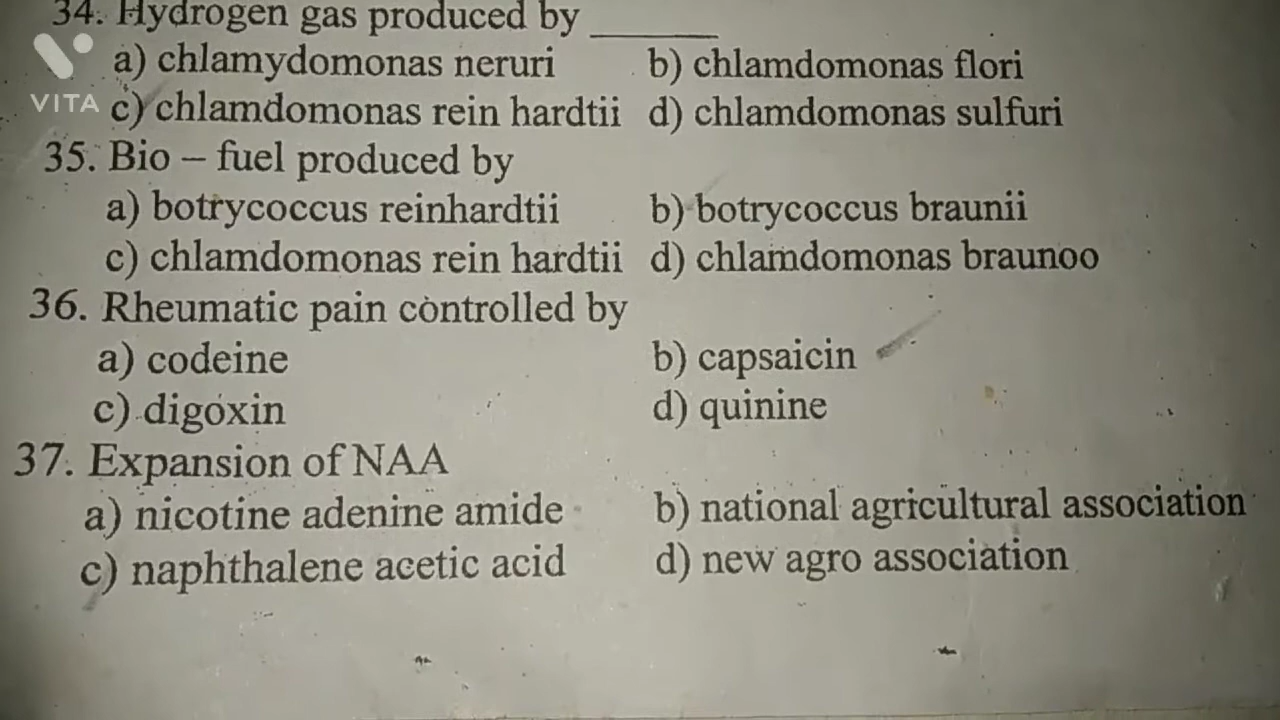 34. Hydrogen gas produced by ______
a) chlamydomonas neruri b) chlamdomonas flori
VITA
c) chlamdomonas rein hardtii d) chlamdomonas sulfuri
35. Bio – fuel produced by
a) botrycoccus reinhardtii b) botrycoccus braunii
c) chlamdomonas rein hardtii d) chlamdomonas braunoo
36. Rheumatic pain controlled by
a) codeine b) capsaicin
c) digoxin d) quinine
37. Expansion of NAA
a) nicotine adenine amide b) national agricultural association
c) naphthalene acetic acid d) new agro association